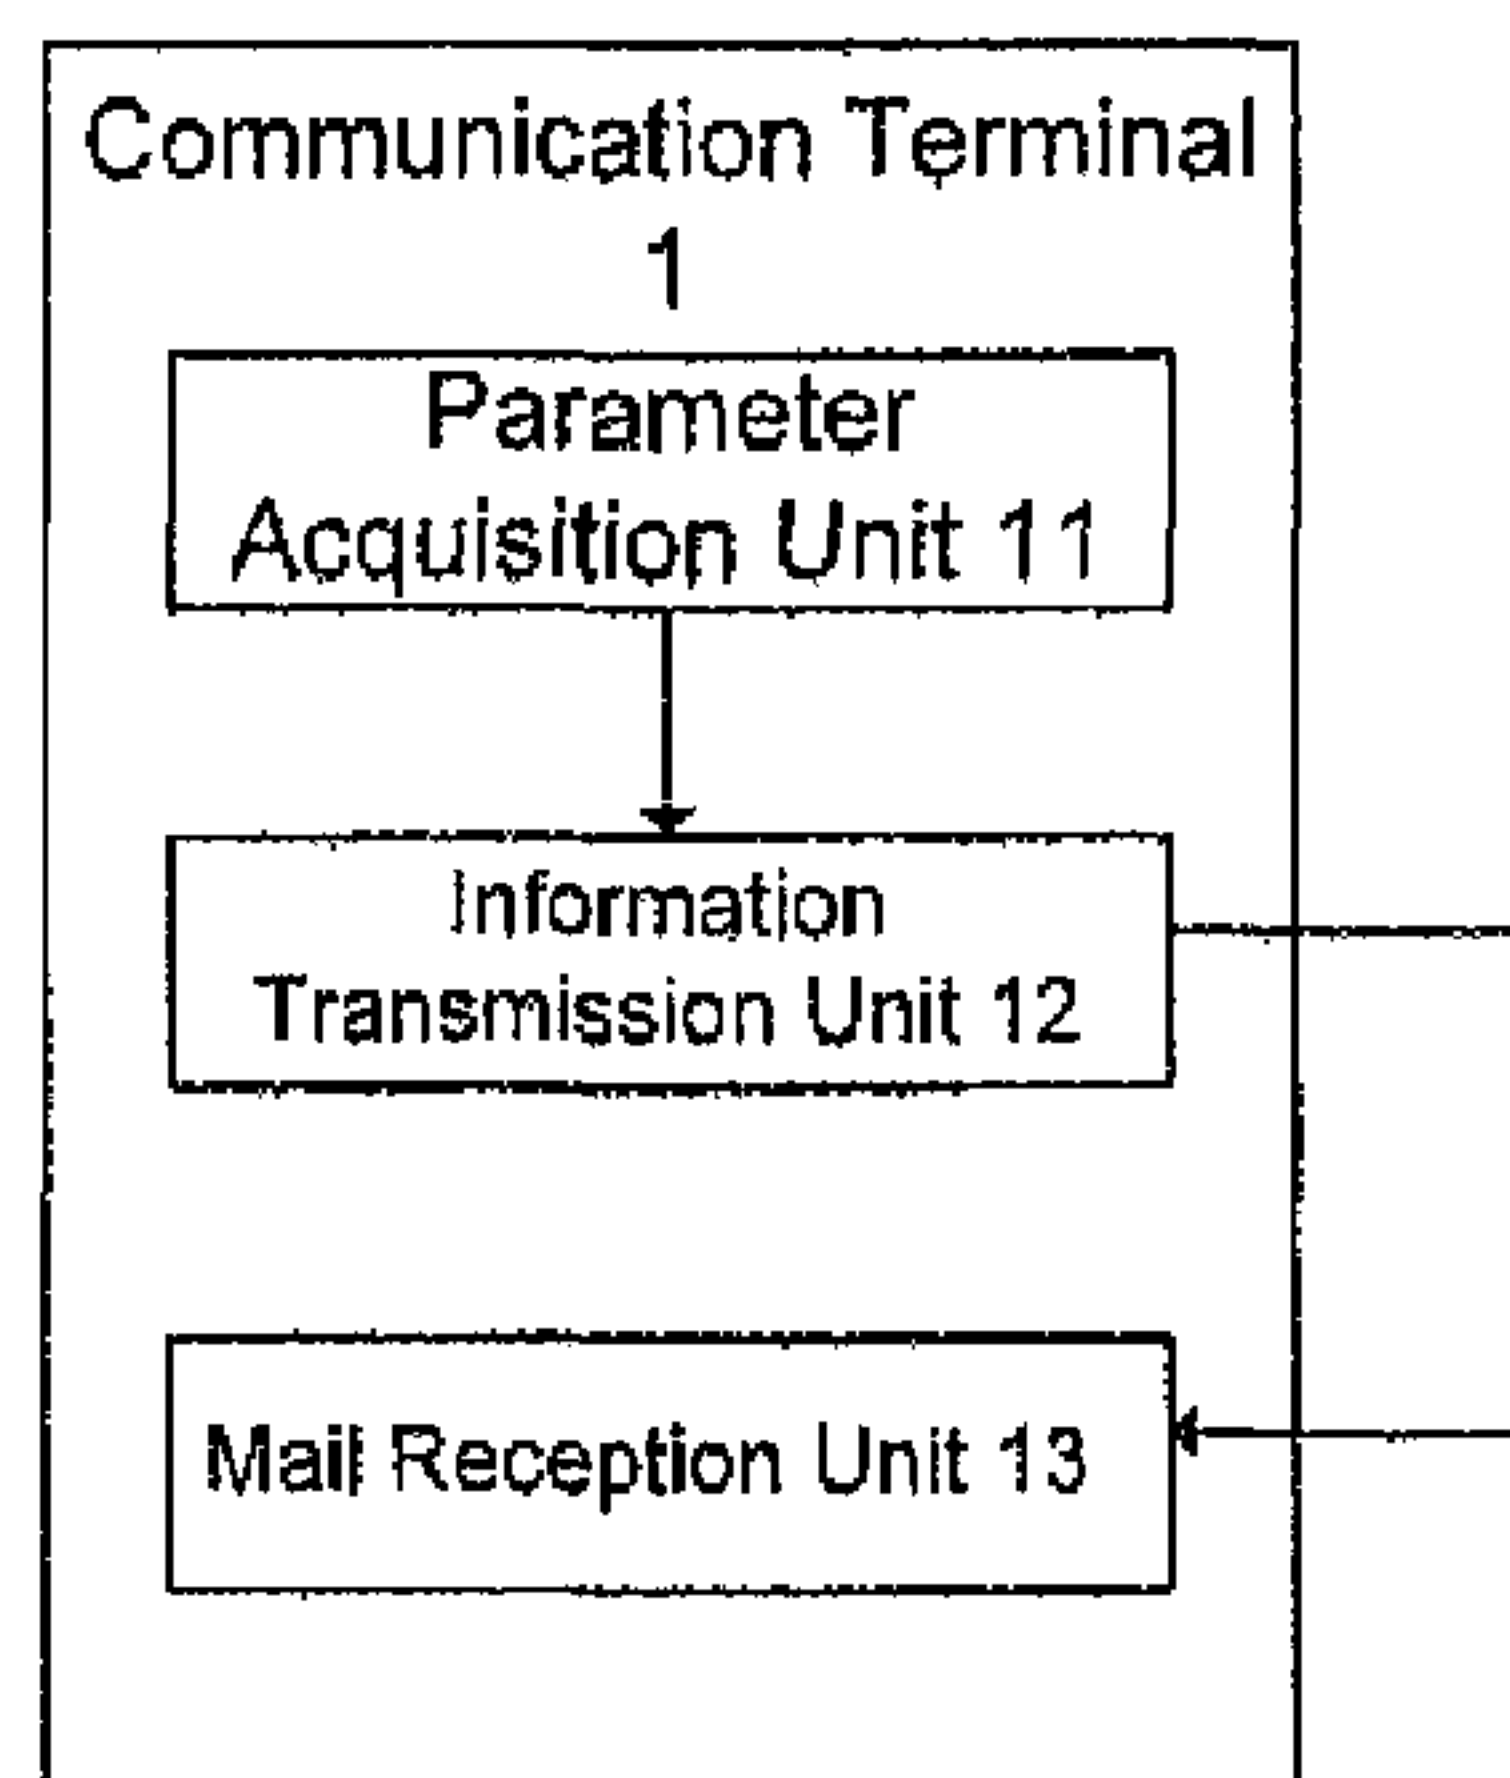 Communication Terminal
1
Parameter
Acquisition Unit 11
Information
Transmission Unit 12
Mail Reception Unit 13